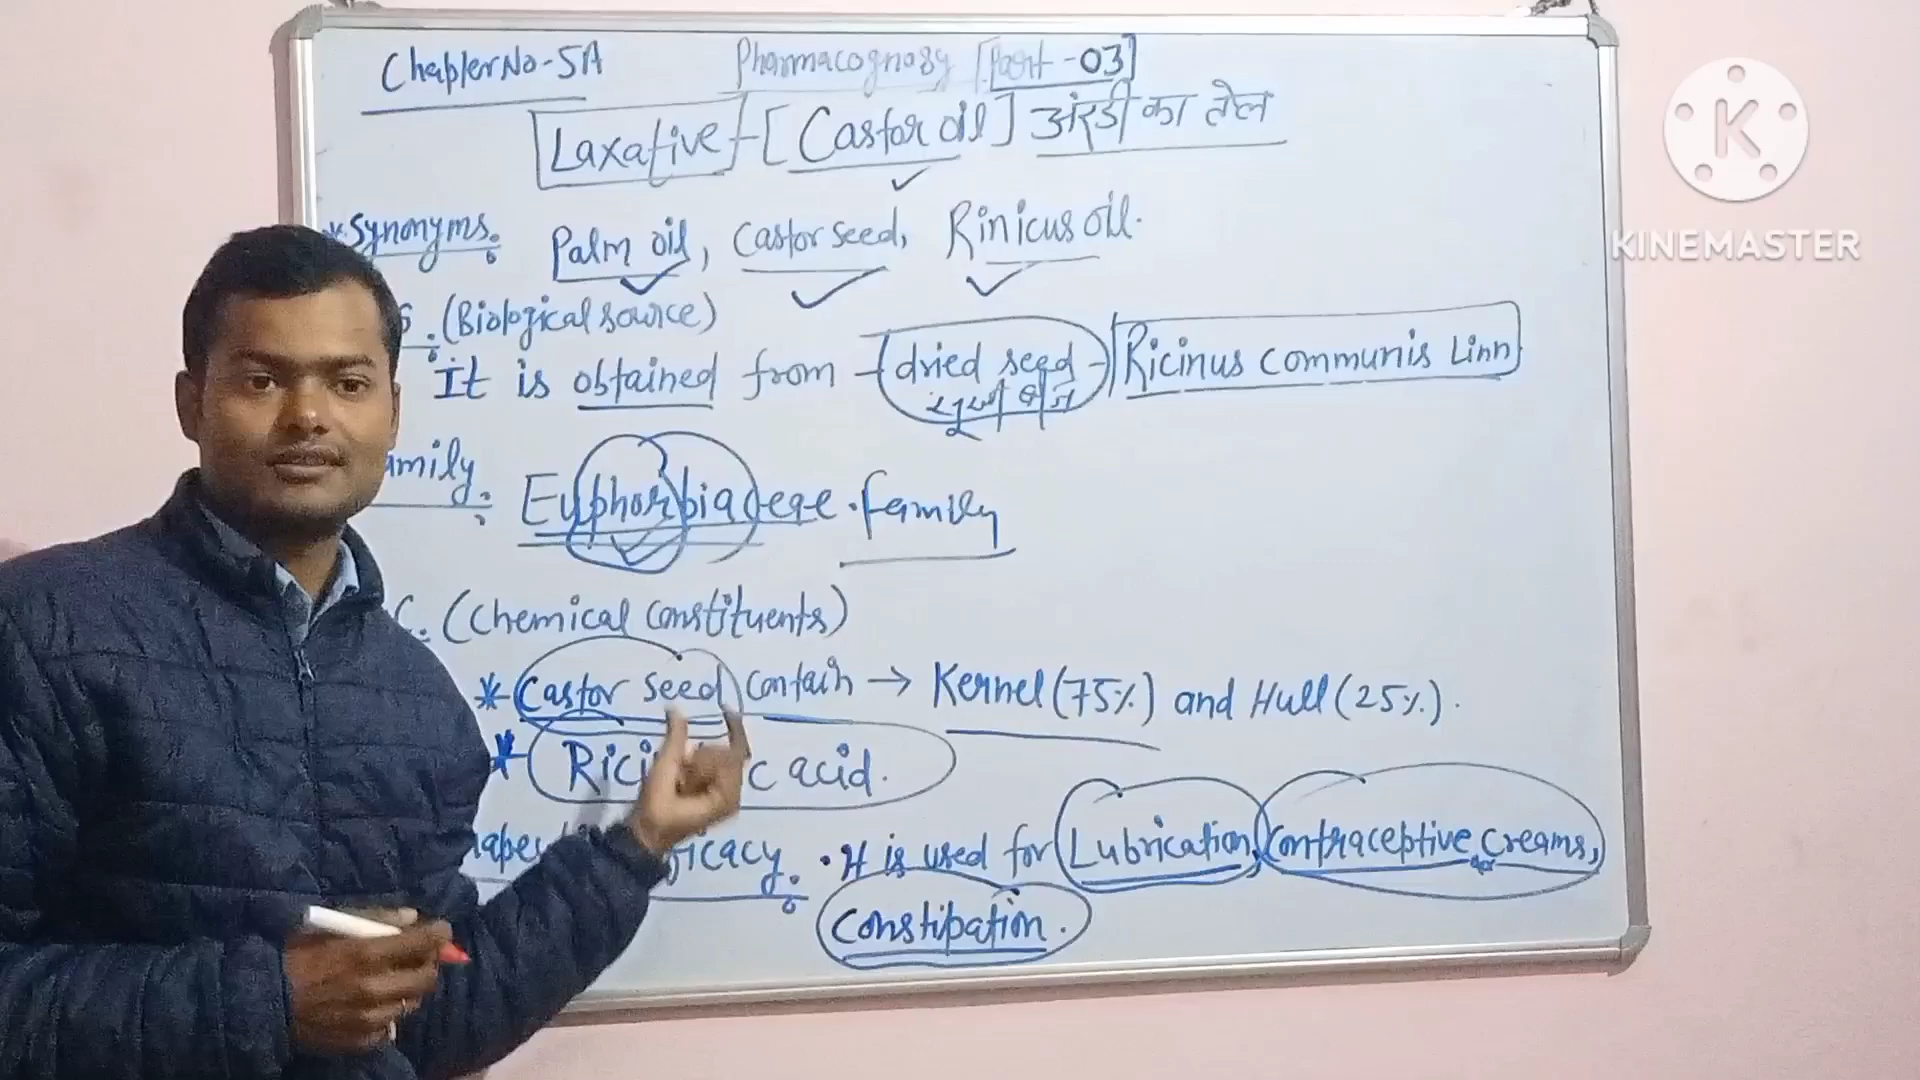 Chapter No-5A Pharmacognosy [Part-03]
Laxative-[Castor oil] अंरडी का तेल
*Synonyms. Palm oil, Castor seed, Rinicus oil.
(Biological source)
It is obtained from - dried seed - Ricinus communis Linn
सूखी बीज
amily. Euphorbiaceae. family
C. (Chemical constituents)
* Castor seed contain → Kernel (75%) and Hull (25%).
* Rici c acid.
icacy. • It is used for Lubrication, Contraceptive creams,
Constipation.
K
KINEMASTER